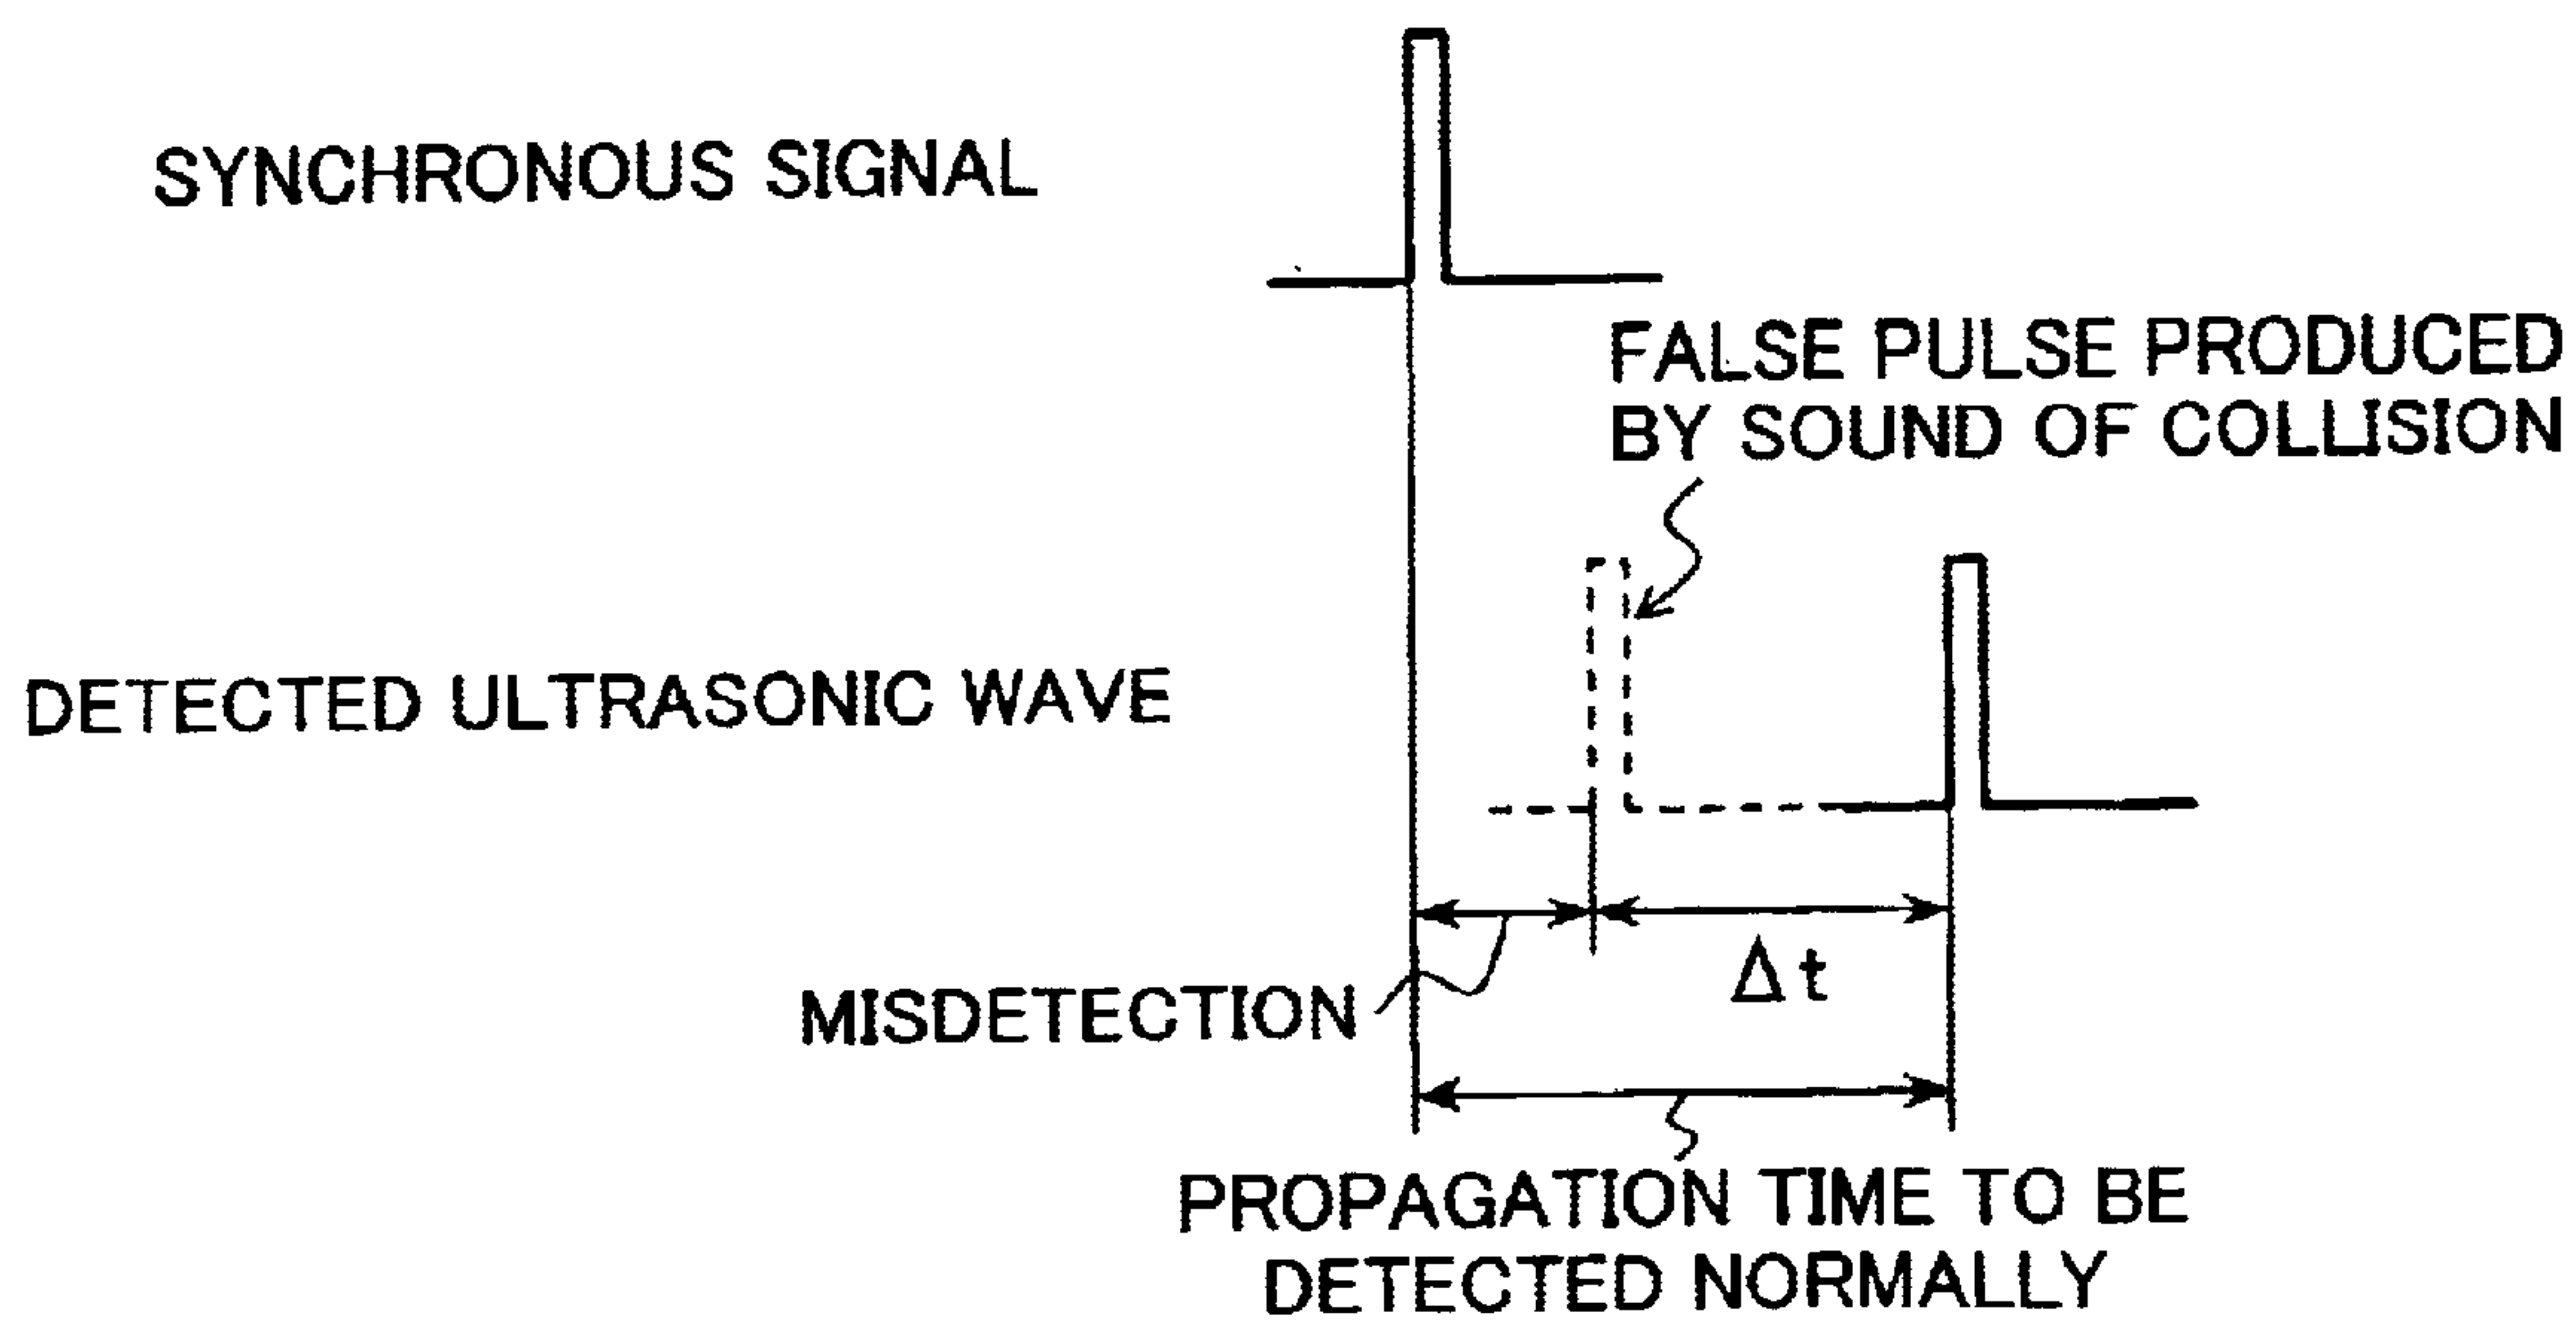 SYNCHRONOUS SIGNAL
FALSE PULSE PRODUCED
BY SOUND OF COLLISION
DETECTED ULTRASONIC WAVE
Δt
MISDETECTION
PROPAGATION TIME TO BE
DETECTED NORMALLY